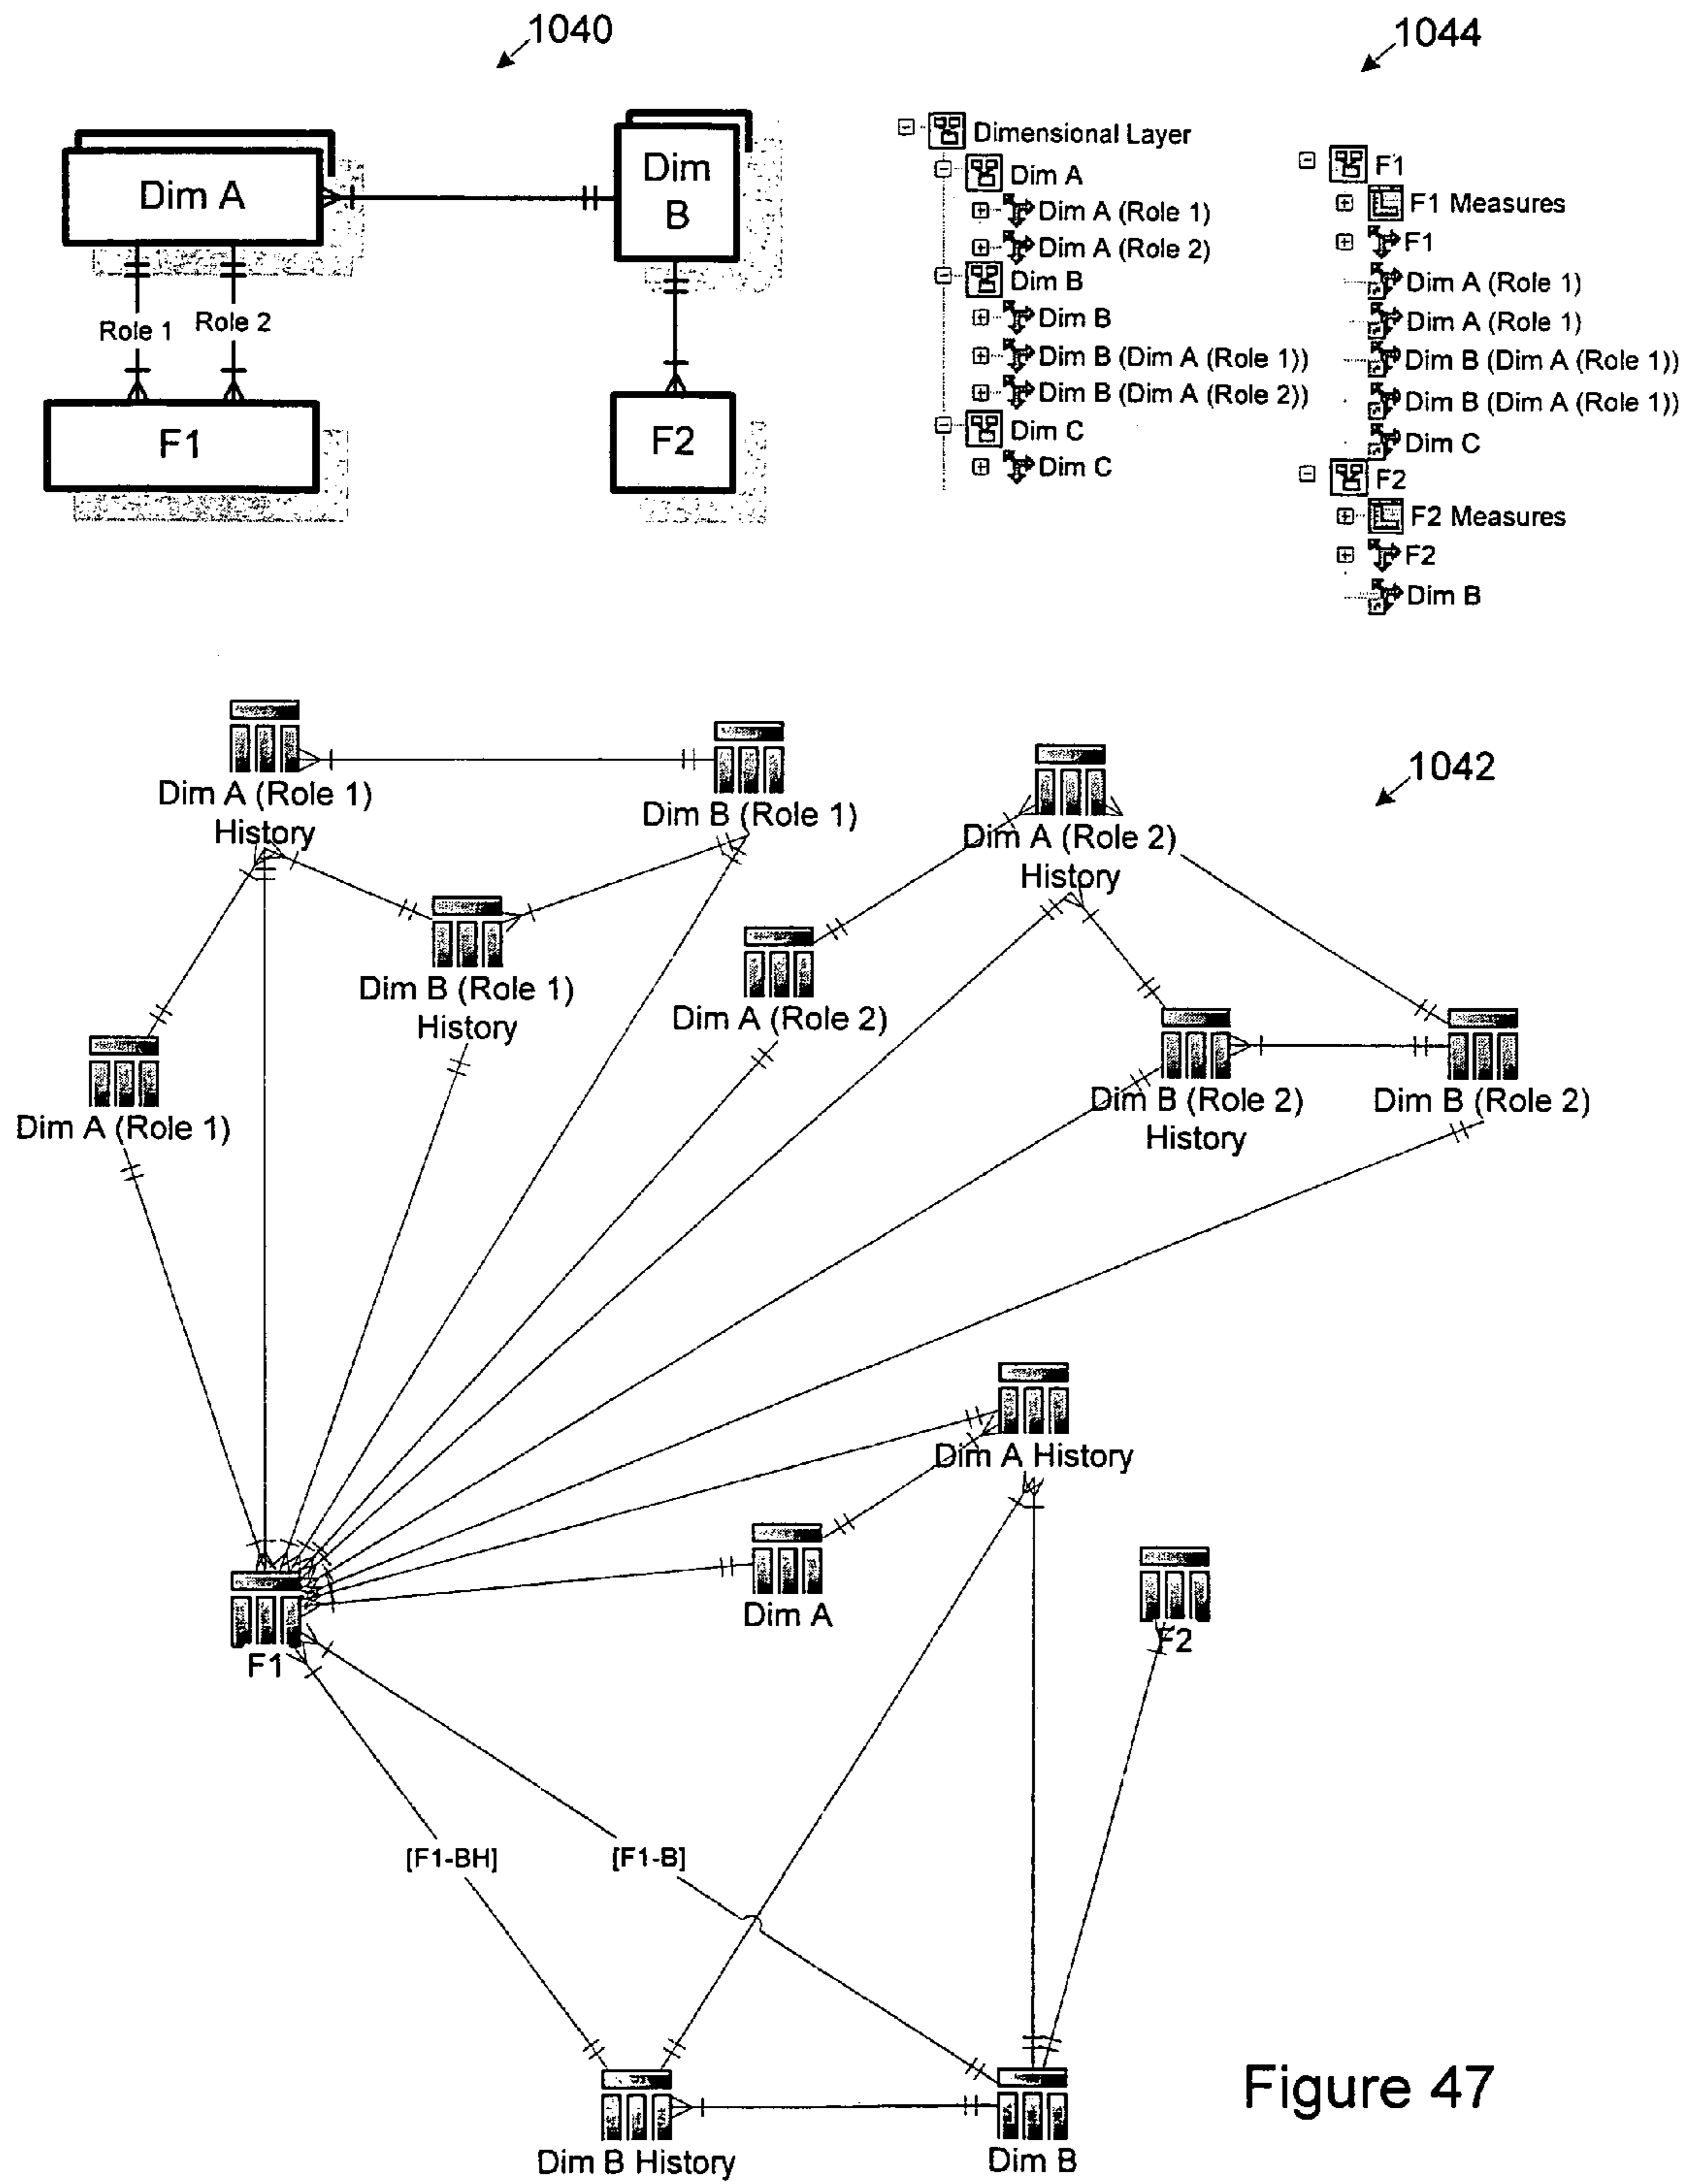 1040
1044
Dim A
Dim
B
Role 1
Role 2
F1
F2
Dimensional Layer
Dim A
Dim A (Role 1)
Dim A (Role 2)
Dim B
Dim B
Dim B (Dim A (Role 1))
Dim B (Dim A (Role 2))
Dim C
Dim C
F1
F1 Measures
F1
Dim A (Role 1)
Dim A (Role 1)
Dim B (Dim A (Role 1))
Dim B (Dim A (Role 1))
Dim C
F2
F2 Measures
F2
Dim B
1042
Dim A (Role 1)
History
Dim B (Role 1)
Dim A (Role 2)
History
Dim B (Role 1)
History
Dim A (Role 2)
Dim A (Role 1)
Dim B (Role 2)
History
Dim B (Role 2)
Dim A History
Dim A
F2
F1
[F1-BH]
[F1-B]
Dim B History
Dim B
Figure 47